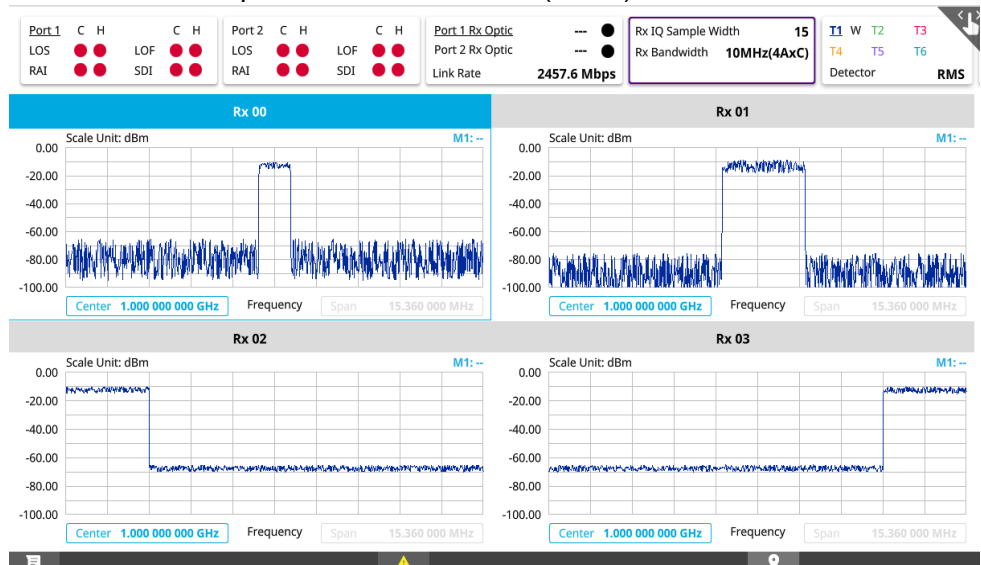 Port 1 C H C H
LOS LOF
RAI SDI
Port 2 C H C H
LOS LOF
RAI SDI
Port 1 Rx Optic ---
Port 2 Rx Optic ---
Link Rate 2457.6 Mbps
Rx IQ Sample Width 15
Rx Bandwidth 10MHz(4AxC)
T1 W T2 T3
T4 T5 T6
Detector RMS
Rx 00
Scale Unit: dBm M1: --
0.00
-20.00
-40.00
-60.00
-80.00
-100.00
Center 1.000 000 000 GHz Frequency Span 15.360 000 MHz
Rx 01
Scale Unit: dBm M1: --
0.00
-20.00
-40.00
-60.00
-80.00
-100.00
Center 1.000 000 000 GHz Frequency Span 15.360 000 MHz
Rx 02
Scale Unit: dBm M1: --
0.00
-20.00
-40.00
-60.00
-80.00
-100.00
Center 1.000 000 000 GHz Frequency Span 15.360 000 MHz
Rx 03
Scale Unit: dBm M1: --
0.00
-20.00
-40.00
-60.00
-80.00
-100.00
Center 1.000 000 000 GHz Frequency Span 15.360 000 MHz